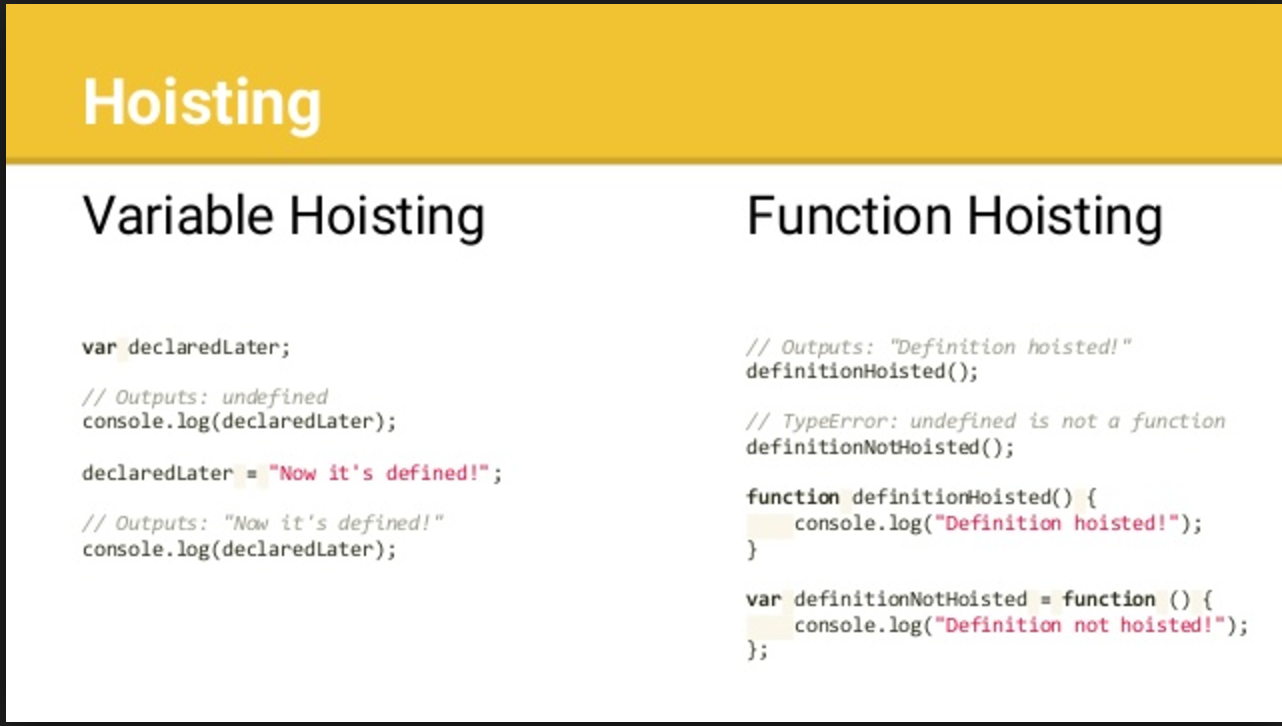 Hoisting
Variable Hoisting
var declaredLater;
// Outputs: undefined
console.log(declaredLater);
declaredLater = "Now it's defined!";
// Outputs: "Now it's defined!"
console.log(declaredLater);
Function Hoisting
// Outputs: "Definition hoisted!"
definitionHoisted();
// TypeError: undefined is not a function
definitionNotHoisted();
function definitionHoisted() {
    console.log("Definition hoisted!");
}
var definitionNotHoisted = function () {
    console.log("Definition not hoisted!");
};